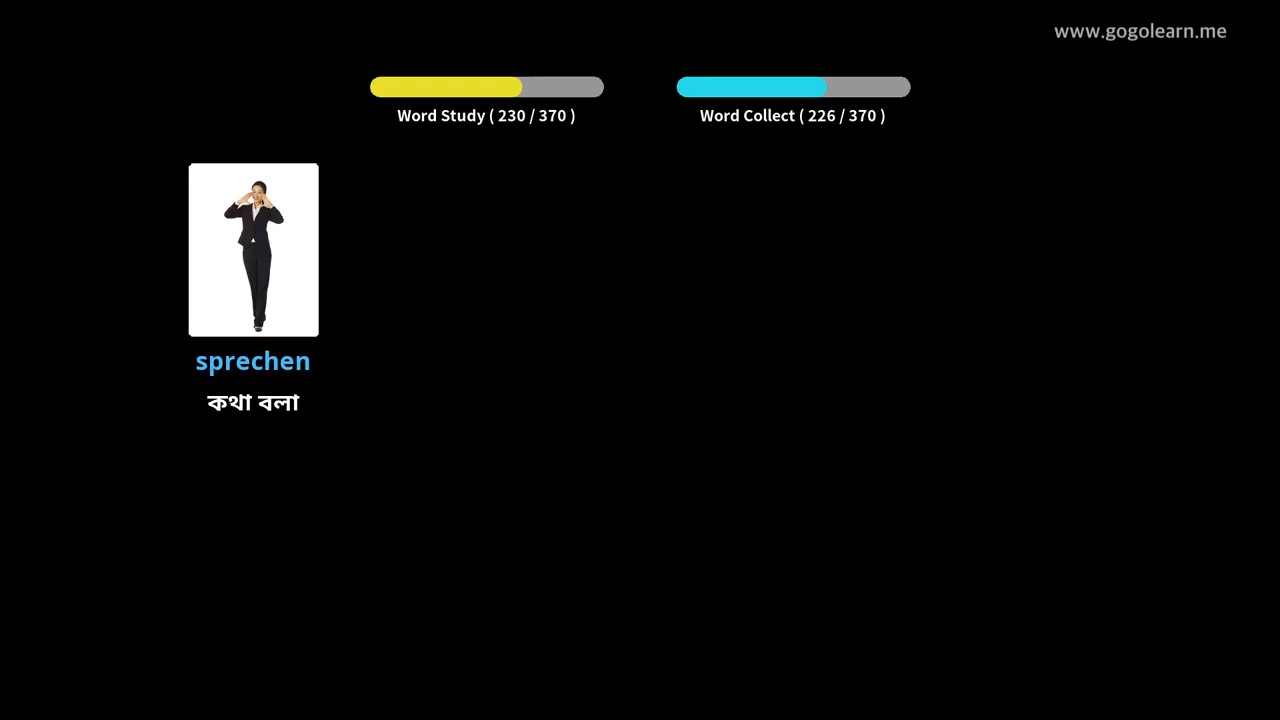 www.gogolearn.me
Word Study ( 230 / 370 )
Word Collect ( 226 / 370 )
sprechen
কথা বলা